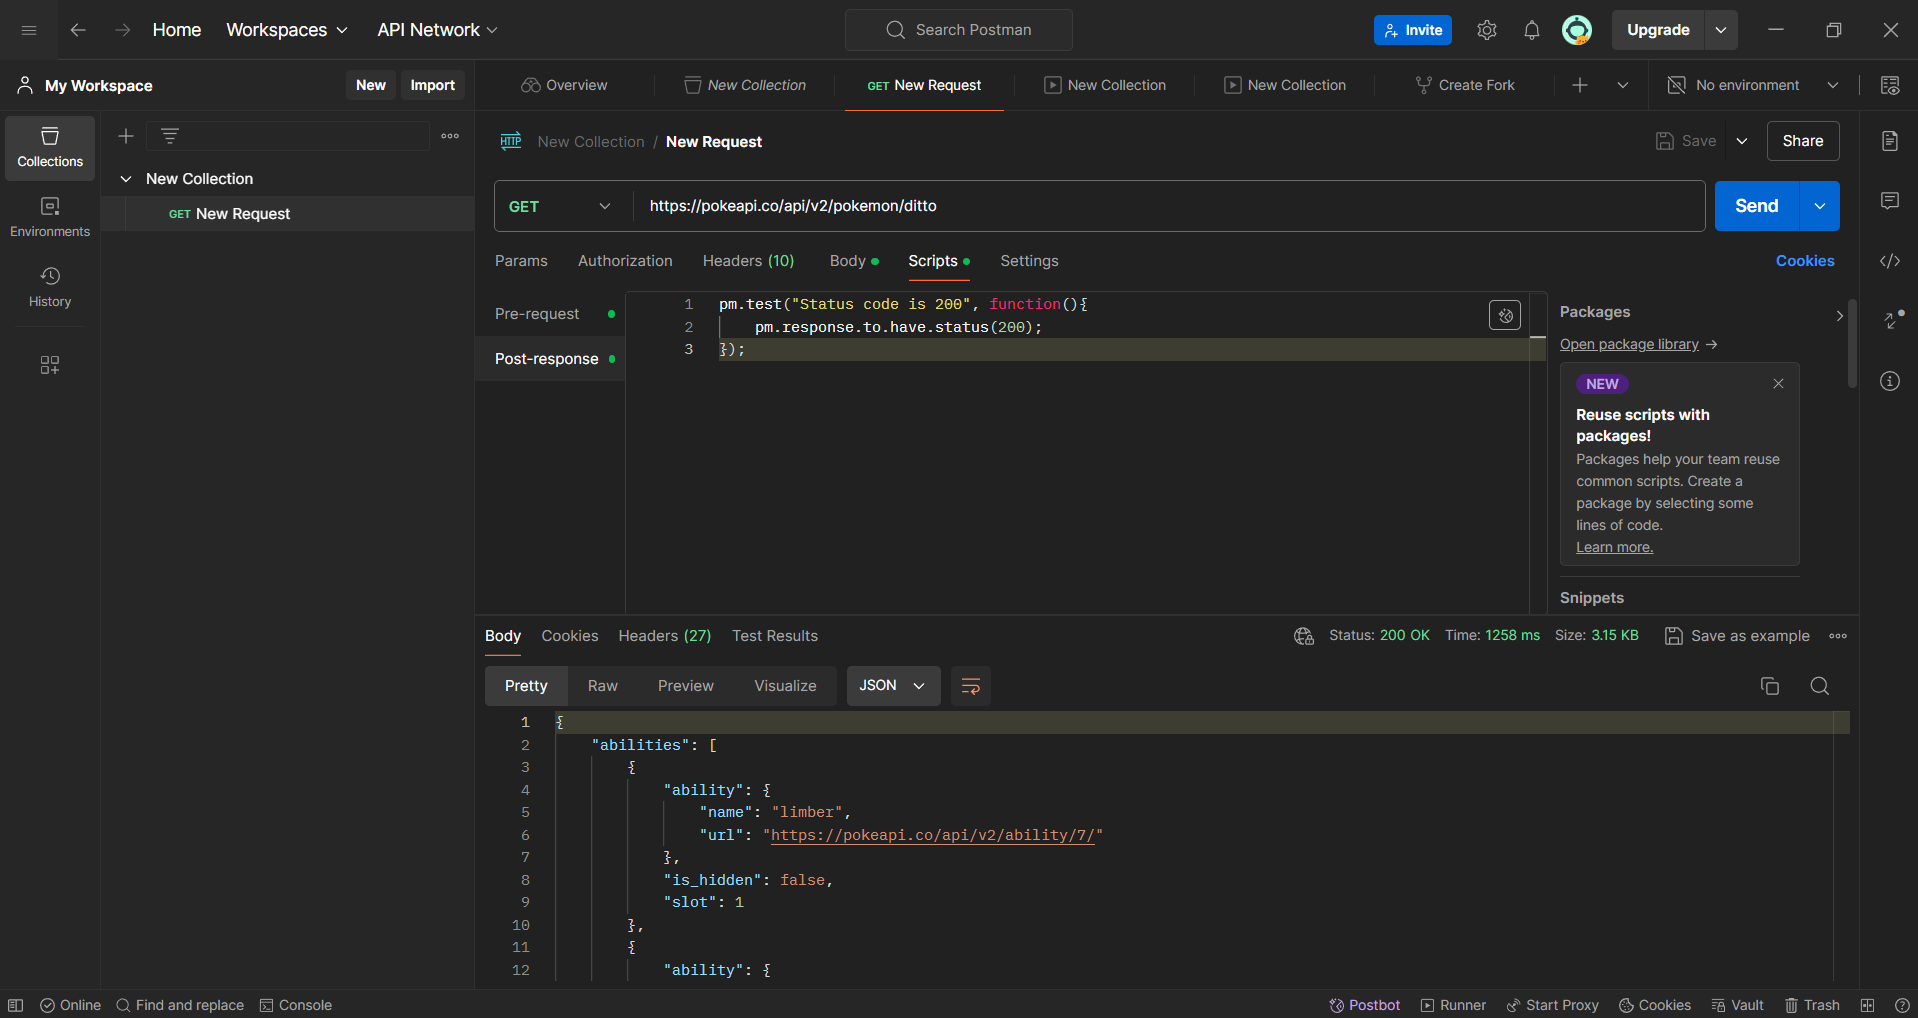 Home
Workspaces
API Network
Search Postman
Invite
Upgrade
My Workspace
New
Import
Overview
New Collection
GET New Request
New Collection
New Collection
Create Fork
No environment
Collections
Environments
History
New Collection
GET New Request
HTTP
New Collection / New Request
Save
Share
GET
https://pokeapi.co/api/v2/pokemon/ditto
Send
Params
Authorization
Headers (10)
Body
Scripts
Settings
Cookies
Pre-request
Post-response
1 pm.test("Status code is 200", function(){
2 pm.response.to.have.status(200);
3 });
Packages
Open package library →
NEW
Reuse scripts with
packages!
Packages help your team reuse
common scripts. Create a
package by selecting some
lines of code.
Learn more.
Snippets
Body
Cookies
Headers (27)
Test Results
Status: 200 OK
Time: 1258 ms
Size: 3.15 KB
Save as example
Pretty
Raw
Preview
Visualize
JSON
1 {
2 "abilities": [
3 {
4 "ability": {
5 "name": "limber",
6 "url": "https://pokeapi.co/api/v2/ability/7/"
7 },
8 "is_hidden": false,
9 "slot": 1
10 },
11 {
12 "ability": {
Online
Find and replace
Console
Postbot
Runner
Start Proxy
Cookies
Vault
Trash